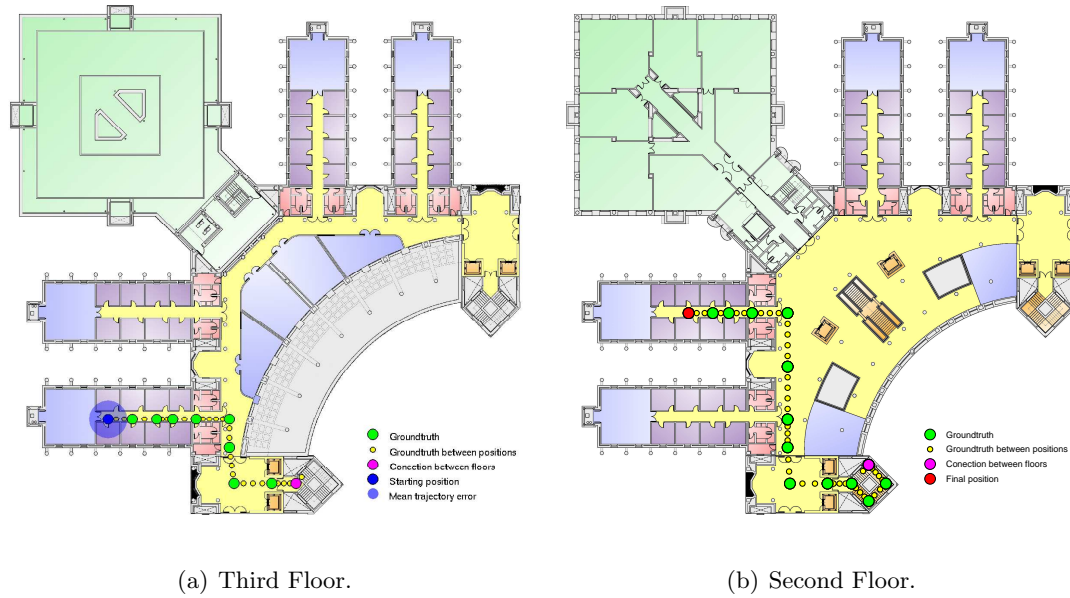 Groundtruth
Groundtruth between positions
Conection between floors
Starting position
Mean trajectory error
Groundtruth
Groundtruth between positions
Conection between floors
Final position
(a) Third Floor.
(b) Second Floor.